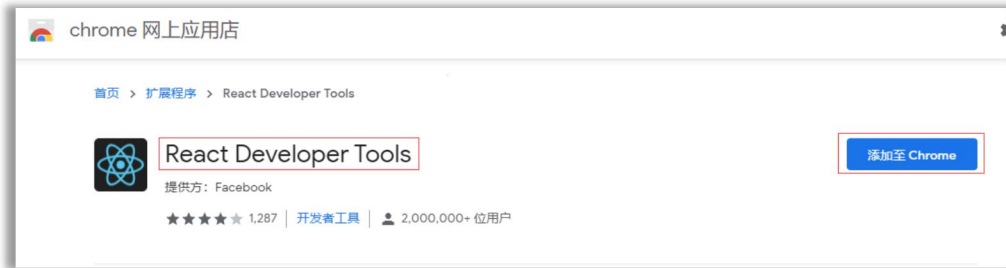 chrome 网上应用店
首页 > 扩展程序 > React Developer Tools
React Developer Tools
添加至 Chrome
提供方：Facebook
1,287 | 开发者工具 | 2,000,000+ 位用户